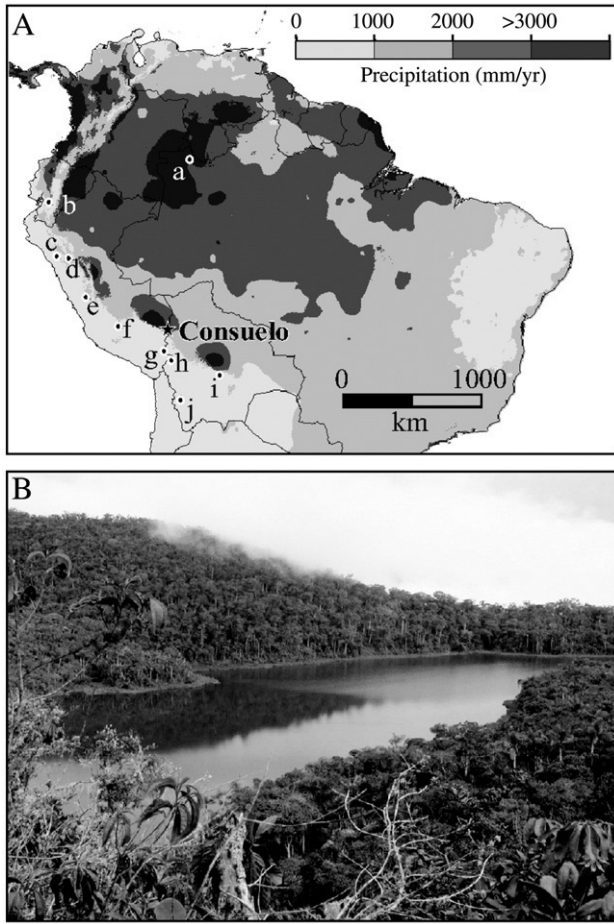 A
0 1000 2000 >3000
Precipitation (mm/yr)
a
b
c
d
e
f
Consuelo
g
h
i
j
0 1000
km
B